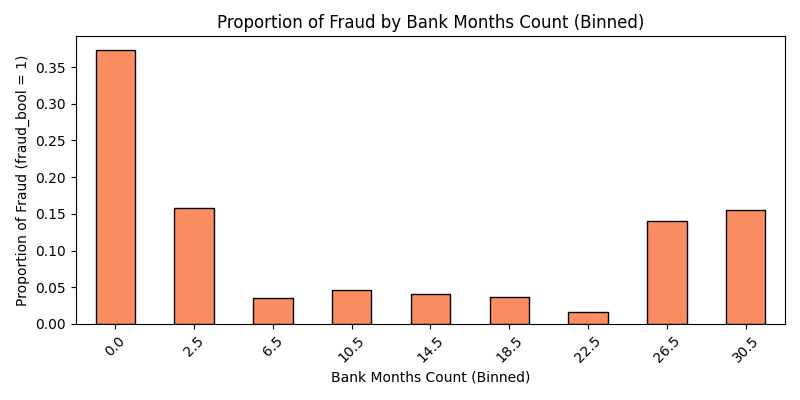 Proportion of Fraud by Bank Months Count (Binned)
Proportion of Fraud (fraud_bool = 1)
0.35
0.30
0.25
0.20
0.15
0.10
0.05
0.00
0.0 2.5 6.5 10.5 14.5 18.5 22.5 26.5 30.5
Bank Months Count (Binned)